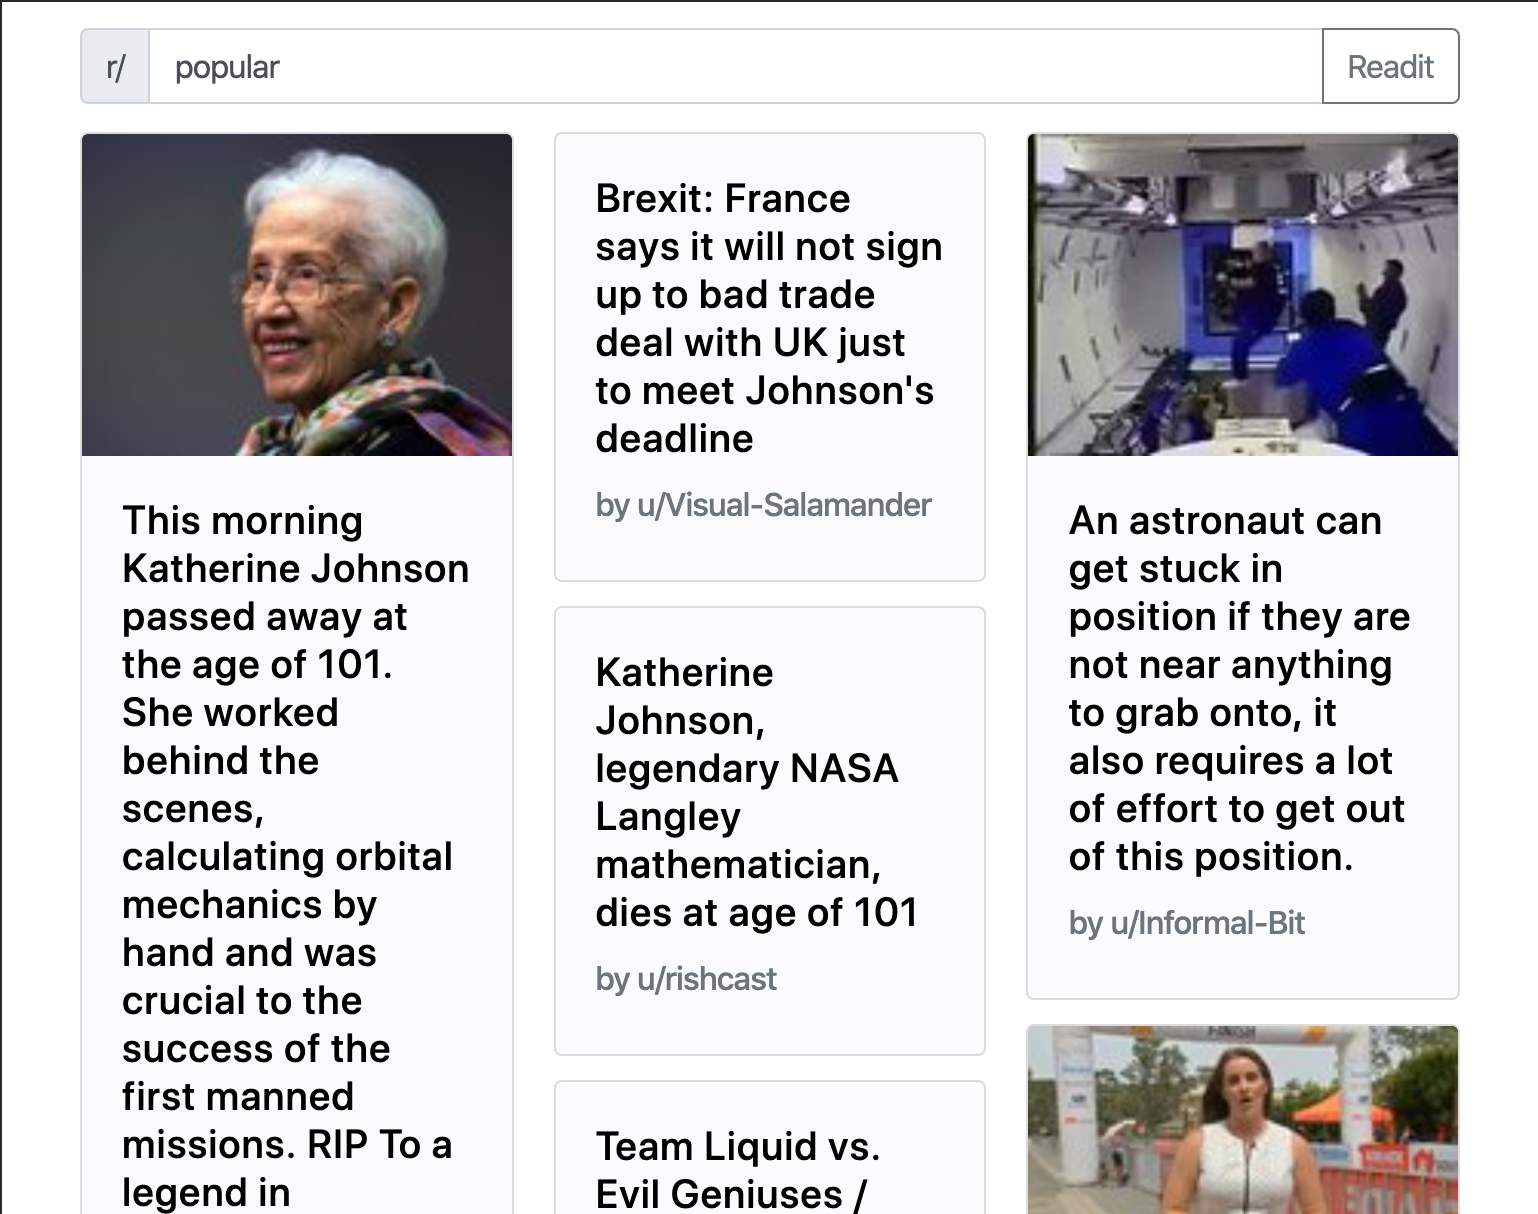 r/
popular
Readit
This morning
Katherine Johnson
passed away at
the age of 101.
She worked
behind the
scenes,
calculating orbital
mechanics by
hand and was
crucial to the
success of the
first manned
missions. RIP To a
legend in
Brexit: France
says it will not sign
up to bad trade
deal with UK just
to meet Johnson's
deadline
by u/Visual-Salamander
Katherine
Johnson,
legendary NASA
Langley
mathematician,
dies at age of 101
by u/rishcast
Team Liquid vs.
Evil Geniuses /
An astronaut can
get stuck in
position if they are
not near anything
to grab onto, it
also requires a lot
of effort to get out
of this position.
by u/Informal-Bit
FINISH